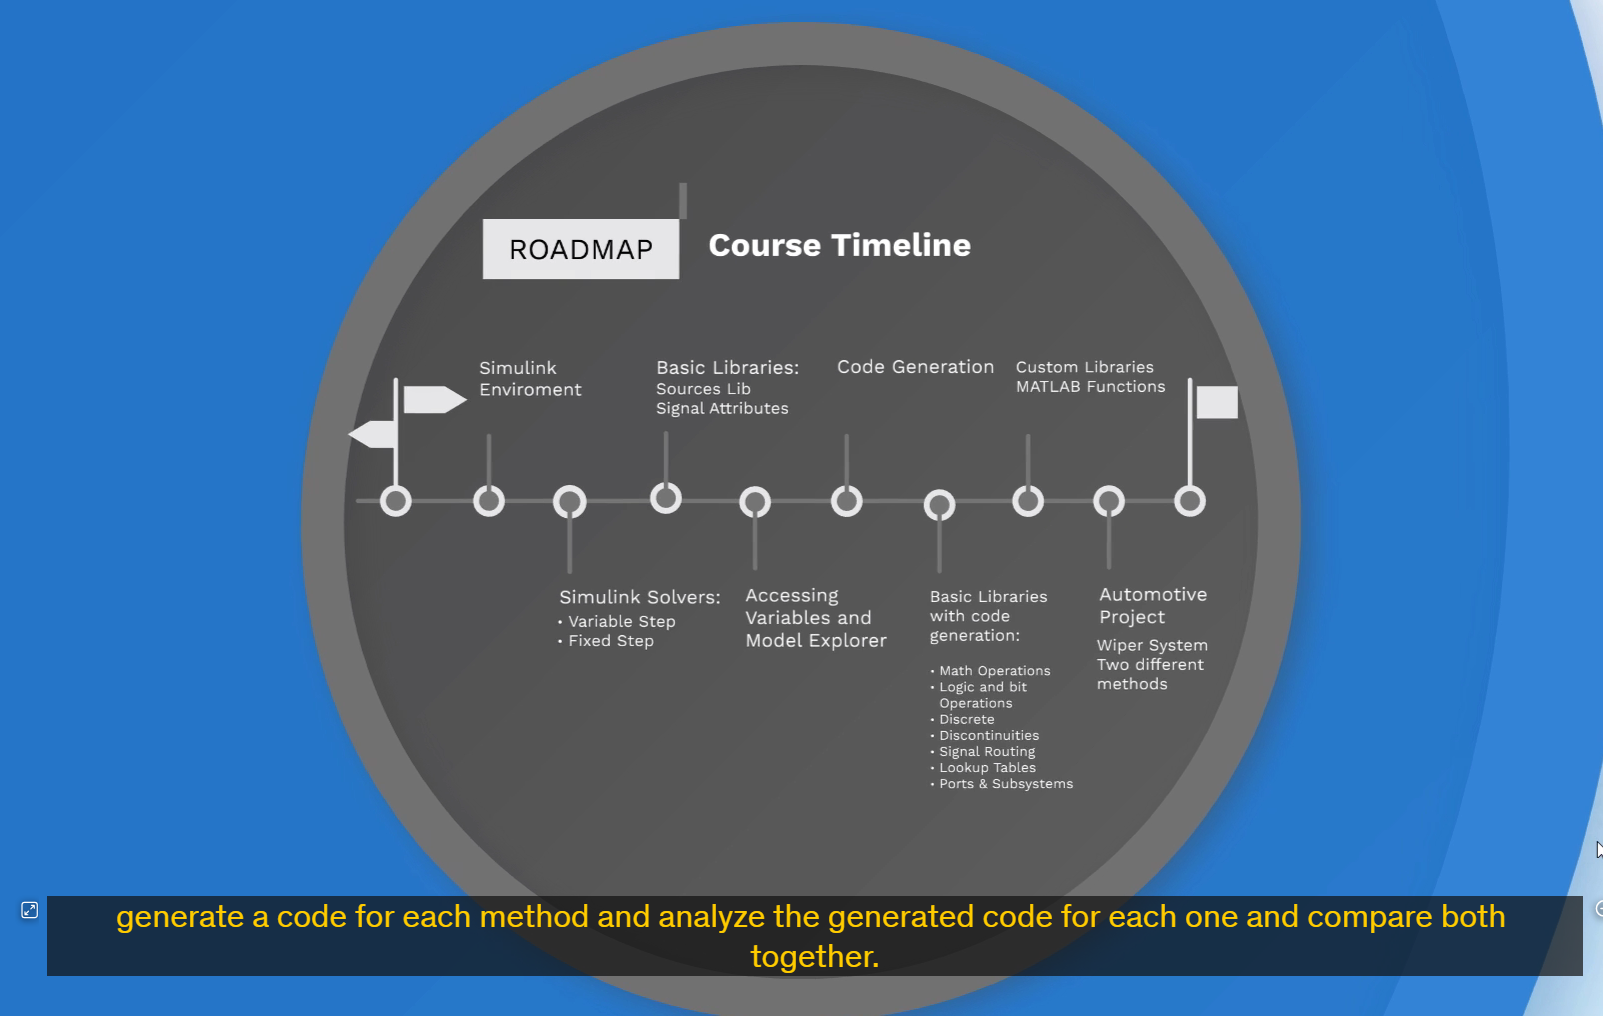 ROADMAP
Course Timeline
Simulink
Enviroment
Basic Libraries:
Sources Lib
Signal Attributes
Code Generation
Custom Libraries
MATLAB Functions
Simulink Solvers:
• Variable Step
• Fixed Step
Accessing
Variables and
Model Explorer
Basic Libraries
with code
generation:
• Math Operations
• Logic and bit
Operations
• Discrete
• Discontinuities
• Signal Routing
• Lookup Tables
• Ports & Subsystems
Automotive
Project
Wiper System
Two different
methods
generate a code for each method and analyze the generated code for each one and compare both
together.